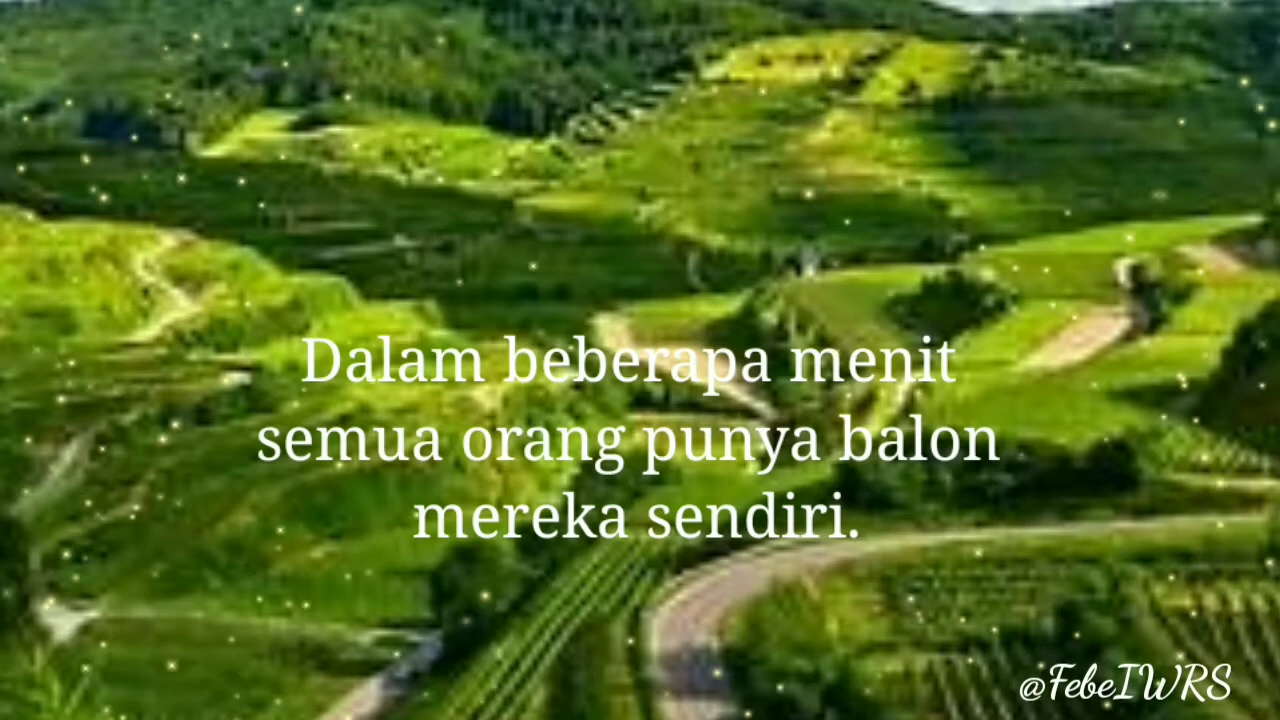 Dalam beberapa menit
semua orang punya balon
mereka sendiri.
@FebeIWRS